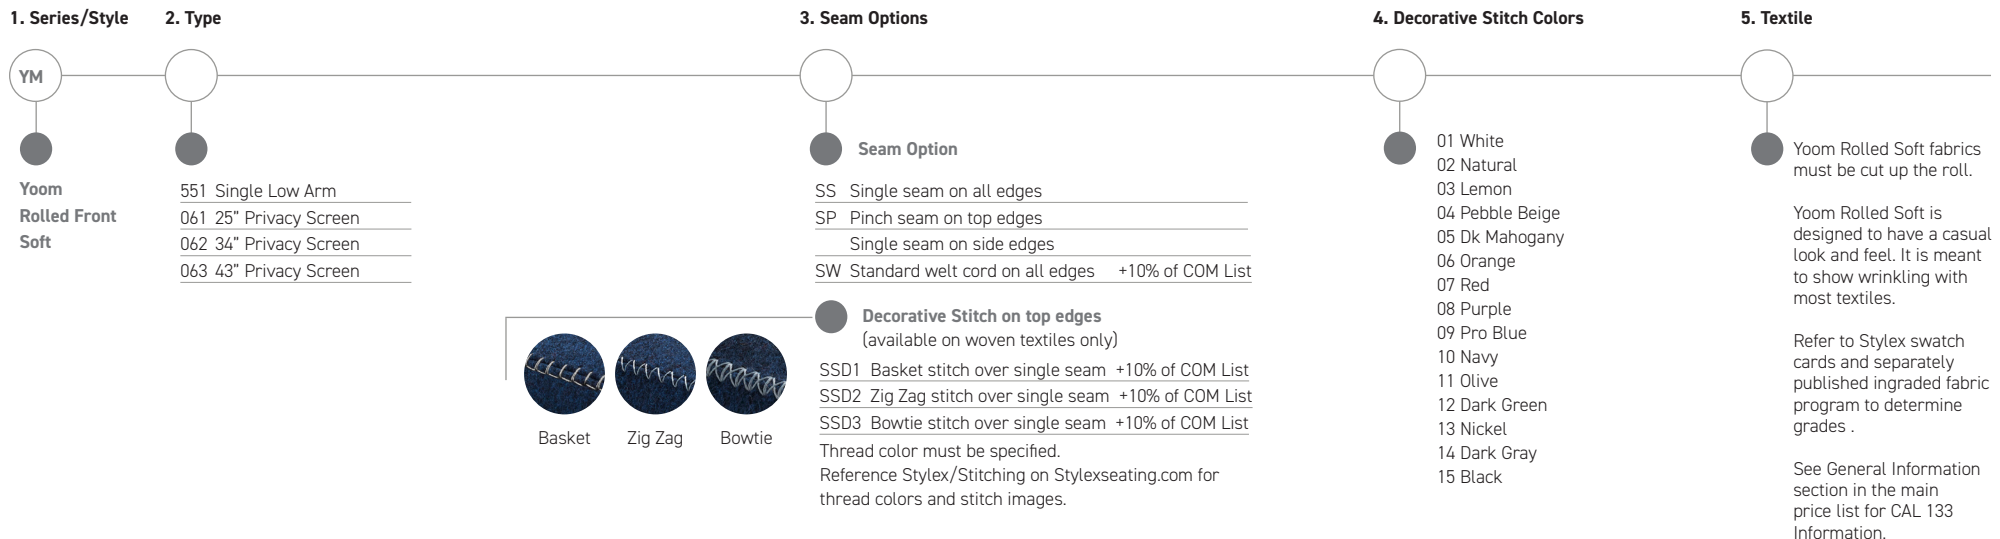 1. Series/Style
2. Type
3. Seam Options
4. Decorative Stitch Colors
5. Textile
YM
Yoom
Rolled Front
Soft
551 Single Low Arm
061 25" Privacy Screen
062 34" Privacy Screen
063 43" Privacy Screen
Seam Option
SS Single seam on all edges
SP Pinch seam on top edges
Single seam on side edges
SW Standard welt cord on all edges +10% of COM List
Decorative Stitch on top edges
(available on woven textiles only)
SSD1 Basket stitch over single seam +10% of COM List
SSD2 Zig Zag stitch over single seam +10% of COM List
SSD3 Bowtie stitch over single seam +10% of COM List
Thread color must be specified.
Reference Stylex/Stitching on Stylexseating.com for
thread colors and stitch images.
Basket
Zig Zag
Bowtie
01 White
02 Natural
03 Lemon
04 Pebble Beige
05 Dk Mahogany
06 Orange
07 Red
08 Purple
09 Pro Blue
10 Navy
11 Olive
12 Dark Green
13 Nickel
14 Dark Gray
15 Black
Yoom Rolled Soft fabrics
must be cut up the roll.
Yoom Rolled Soft is
designed to have a casual
look and feel. It is meant
to show wrinkling with
most textiles.
Refer to Stylex swatch
cards and separately
published ingraded fabric
program to determine
grades .
See General Information
section in the main
price list for CAL 133
Information.